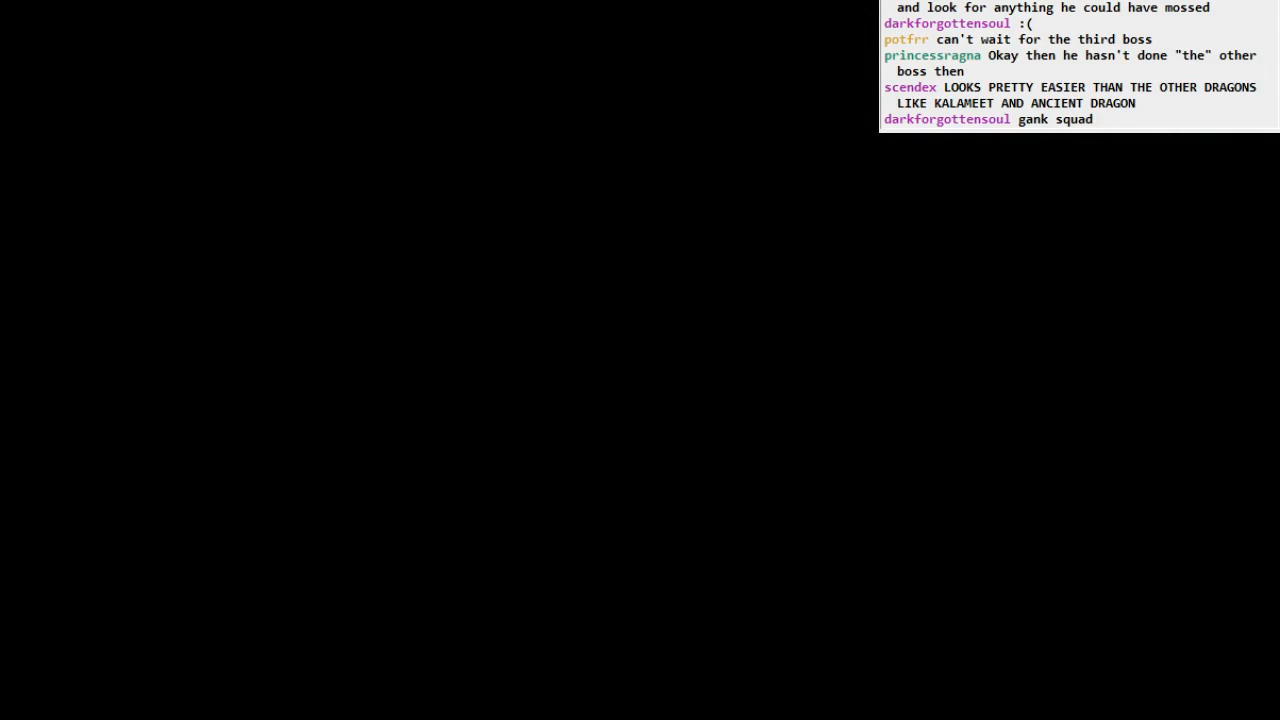 and look for anything he could have mossed
darkforgottensoul :(
potfrr can't wait for the third boss
princessragna Okay then he hasn't done "the" other
boss then
scendex LOOKS PRETTY EASIER THAN THE OTHER DRAGONS
LIKE KALAMEET AND ANCIENT DRAGON
darkforgottensoul gank squad